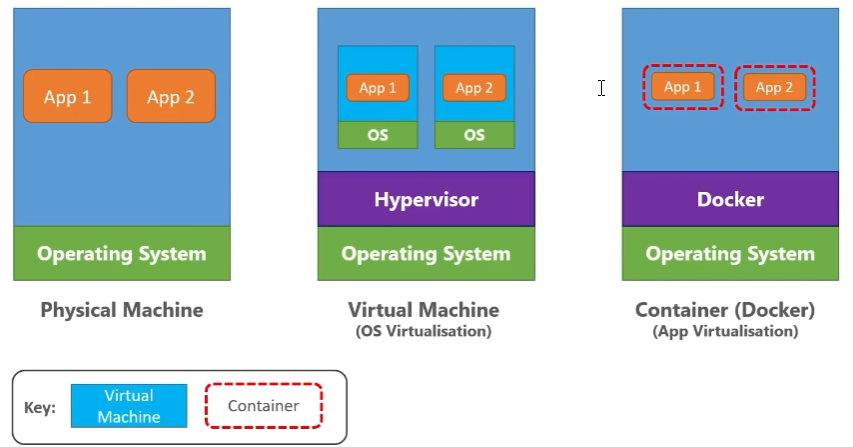 App 1
App 2
Operating System
Physical Machine
App 1
App 2
OS
OS
Hypervisor
Operating System
Virtual Machine
(OS Virtualisation)
App 1
App 2
Docker
Operating System
Container (Docker)
(App Virtualisation)
Key:
Virtual
Machine
Container